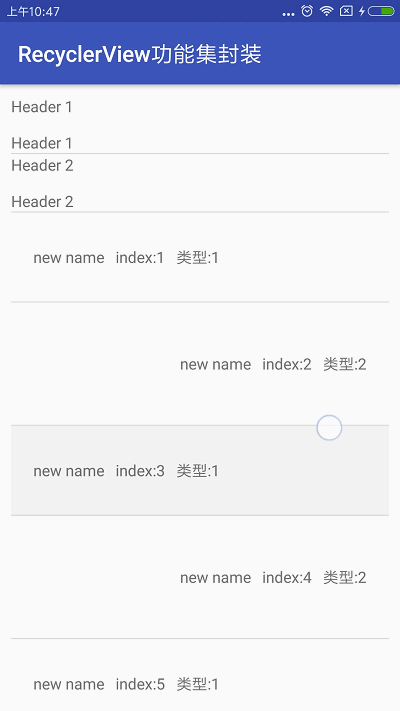 上午10:47
RecyclerView功能集封装
Header 1
Header 1
Header 2
Header 2
new name index:1 类型:1
new name index:2 类型:2
new name index:3 类型:1
new name index:4 类型:2
new name index:5 类型:1